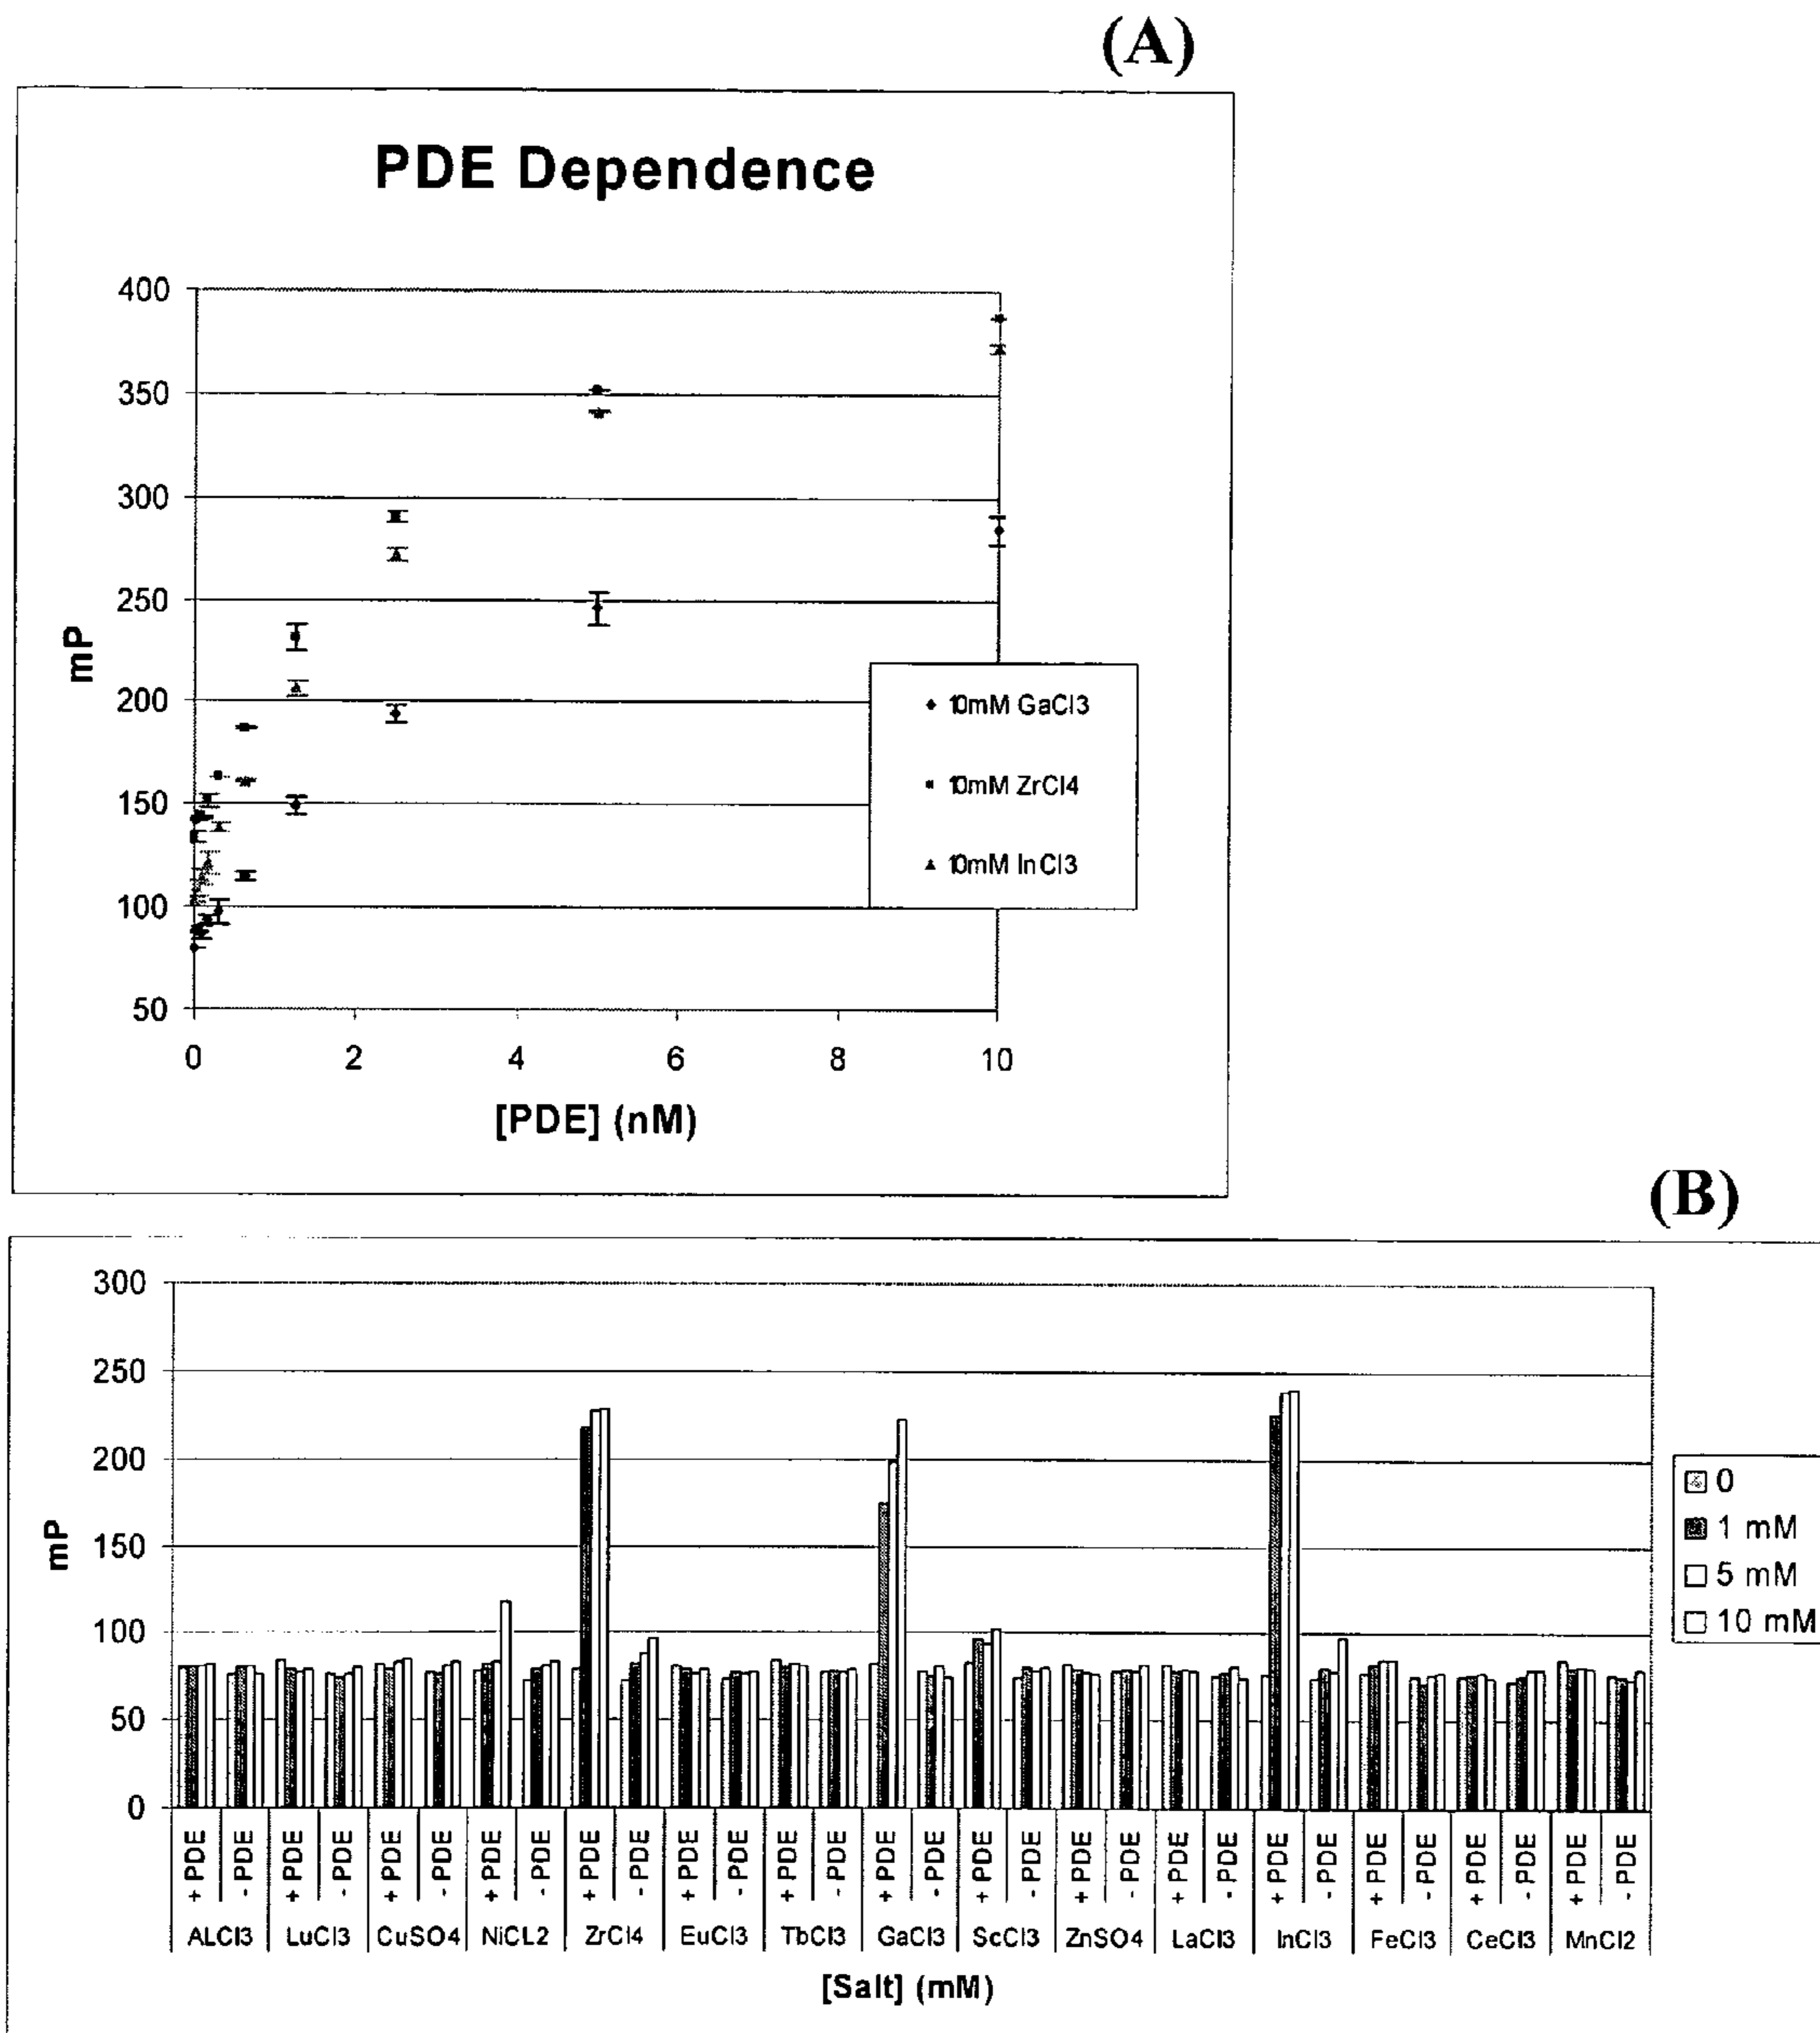 (A)
PDE Dependence
400
350
300
250
200
150
100
50
mP
0 2 4 6 8 10
[PDE] (nM)
10mM GaCl3
10mM ZrCl4
10mM InCl3
(B)
300
250
200
150
100
50
0
mP
0
1 mM
5 mM
10 mM
+ PDE - PDE + PDE - PDE + PDE - PDE + PDE - PDE + PDE - PDE + PDE - PDE + PDE - PDE + PDE - PDE + PDE - PDE + PDE - PDE + PDE - PDE + PDE - PDE + PDE - PDE + PDE - PDE + PDE - PDE
ALCl3 LuCl3 CuSO4 NiCL2 ZrCl4 EuCl3 TbCl3 GaCl3 ScCl3 ZnSO4 LaCl3 InCl3 FeCl3 CeCl3 MnCl2
[Salt] (mM)